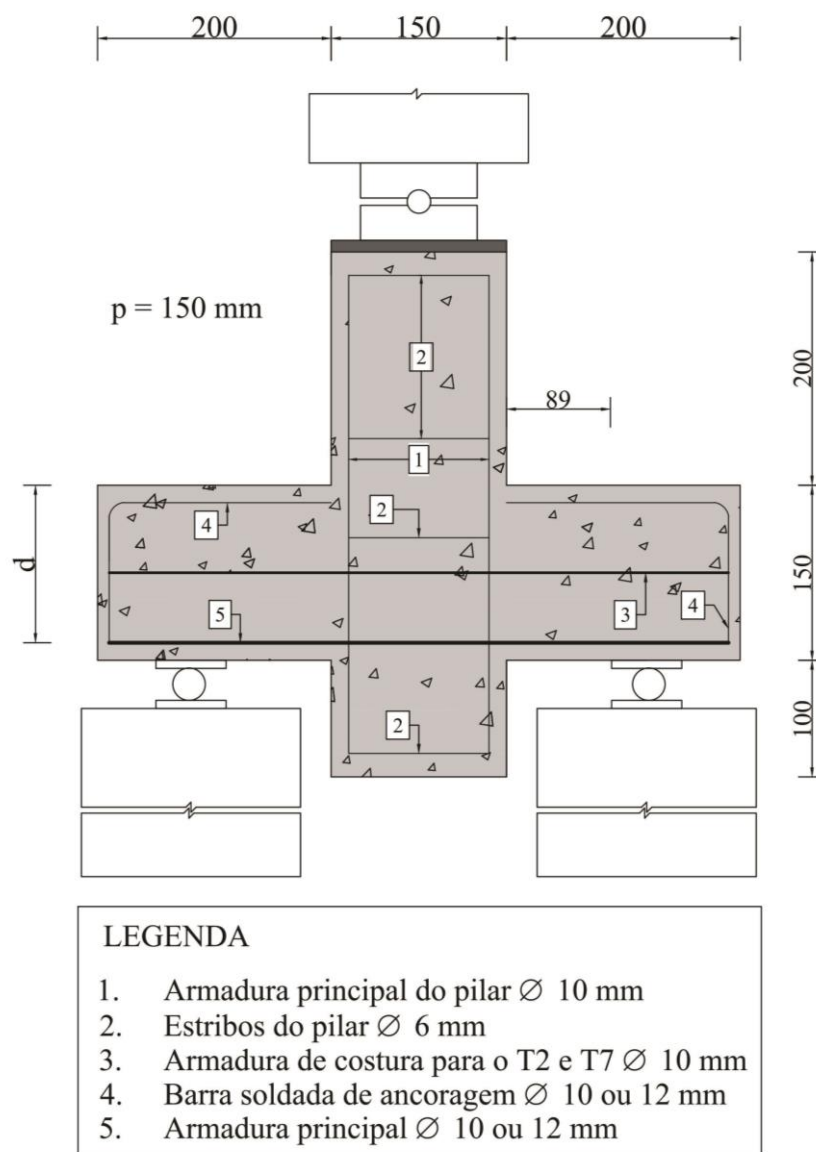 200 150 200
p = 150 mm
2
200
89
1
4
2
d
150
5
3
4
2
100
LEGENDA
1. Armadura principal do pilar Ø 10 mm
2. Estribos do pilar Ø 6 mm
3. Armadura de costura para o T2 e T7 Ø 10 mm
4. Barra soldada de ancoragem Ø 10 ou 12 mm
5. Armadura principal Ø 10 ou 12 mm